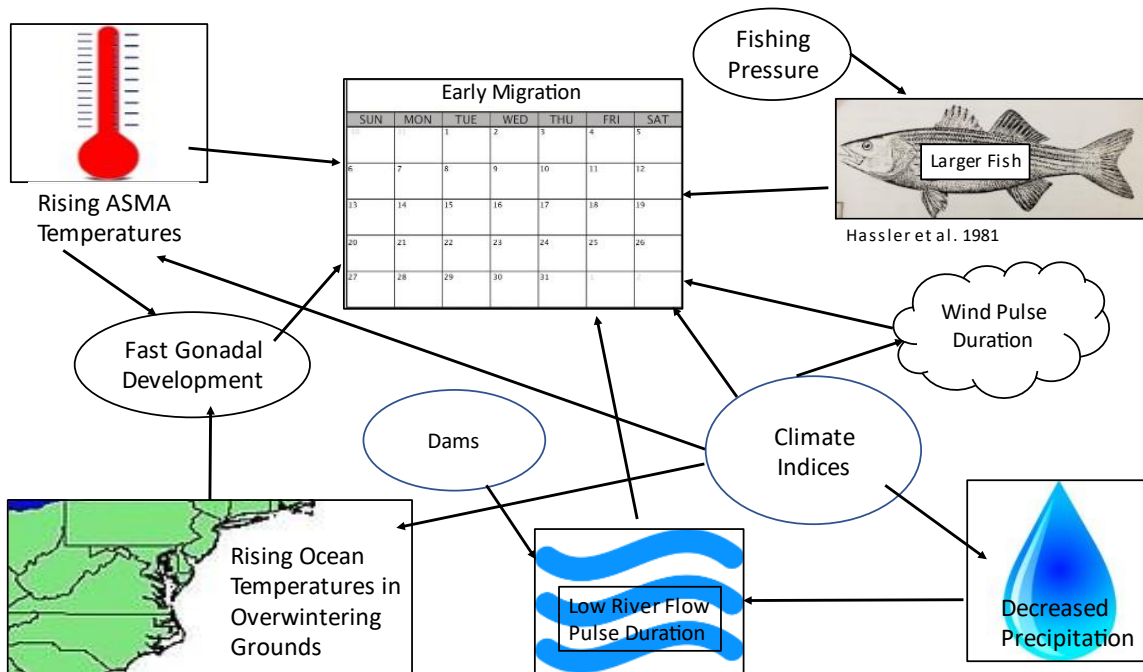 Fishing
Pressure
Early Migration
SUN MON TUE WED THU FRI SAT
1 2 3 4 5
6 7 8 9 10 11 12
13 14 15 16 17 18 19
20 21 22 23 24 25 26
27 28 29 30 31 1 2
Larger Fish
Hassler et al. 1981
Rising ASMA
Temperatures
Wind Pulse
Duration
Fast Gonadal
Development
Dams
Climate
Indices
Rising Ocean
Temperatures in
Overwintering
Grounds
Low River Flow
Pulse Duration
Decreased
Precipitation